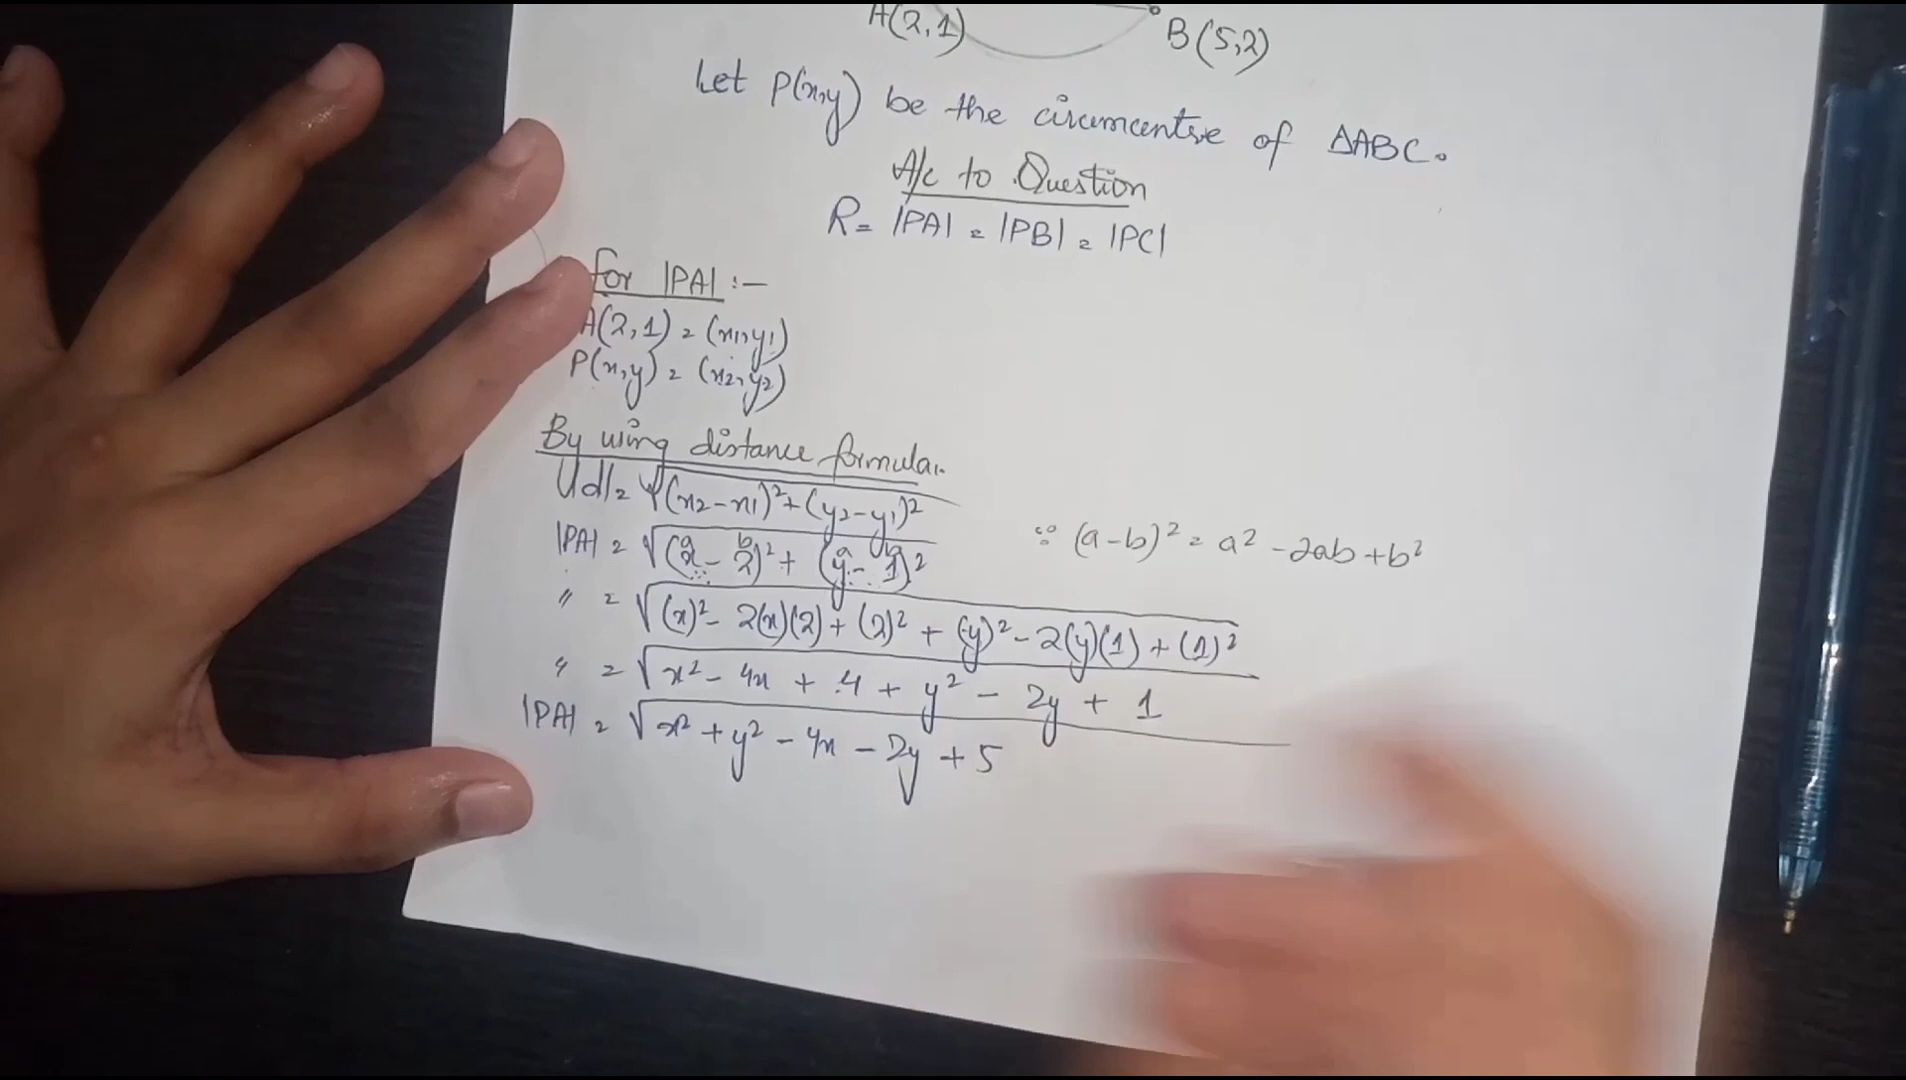 A(2,1)
B(5,2)
Let P(x,y) be the circumcentre of ΔABC.
A/c to Question
R = |PA| = |PB| = |PC|
for |PA| :-
A(2,1) = (x1,y1)
P(x,y) = (x2,y2)
By using distance formula.
|d| = √(x2-x1)²+(y2-y1)²
|PA| = √(x - 2)² + (y - 1)²
a b a b
∵ (a-b)² = a² - 2ab + b²
" = √(x)² - 2(x)(2) + (2)² + (y)² - 2(y)(1) + (1)²
" = √x² - 4x + 4 + y² - 2y + 1
|PA| = √x² + y² - 4x - 2y + 5